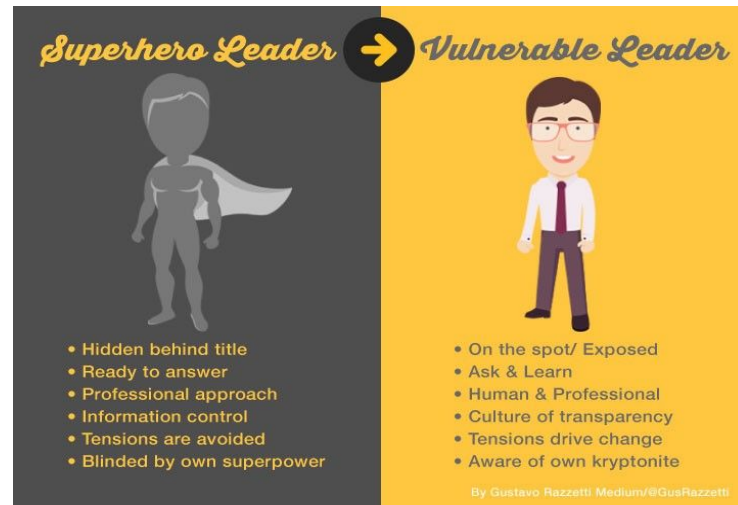 Superhero Leader
Vulnerable Leader
• Hidden behind title
• Ready to answer
• Professional approach
• Information control
• Tensions are avoided
• Blinded by own superpower
• On the spot/ Exposed
• Ask & Learn
• Human & Professional
• Culture of transparency
• Tensions drive change
• Aware of own kryptonite
By Gustavo Razzetti Medium/@GusRazzetti